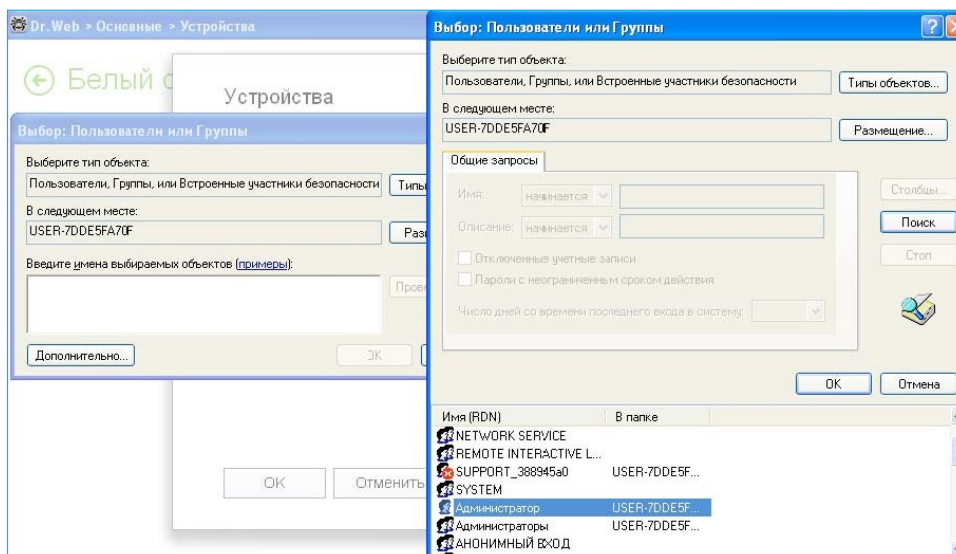 Dr.Web > Основные > Устройства
Белый с
Устройства
Выбор: Пользователи или Группы
Выберите тип объекта:
Пользователи, Группы, или Встроенные участники безопасности
Типы
В следующем месте:
USER-7DDE5FA70F
Раз
Введите имена выбираемых объектов (примеры):
Прове
Дополнительно...
ОК
OK
Отменить
Выбор: Пользователи или Группы
Выберите тип объекта:
Пользователи, Группы, или Встроенные участники безопасности
Типы объектов...
В следующем месте:
USER-7DDE5FA70F
Размещение...
Общие запросы
Имя: начинается
Описание: начинается
Отключенные учетные записи
Пароли с неограниченным сроком действия
Число дней со времени последнего входа в систему:
Столбцы...
Поиск
Стоп
ОК
Отмена
Имя (RDN) В папке
NETWORK SERVICE
REMOTE INTERACTIVE L...
SUPPORT_388945a0 USER-7DDE5F...
SYSTEM
Администратор USER-7DDE5F...
Администраторы USER-7DDE5F...
АНОНИМНЫЙ ВХОД